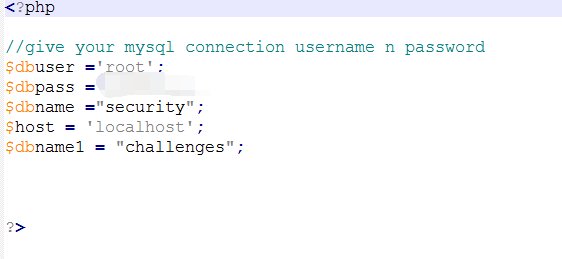 <?php
//give your mysql connection username n password
$dbuser ='root';
$dbpass =
$dbname ="security";
$host = 'localhost';
$dbname1 = "challenges";
?>